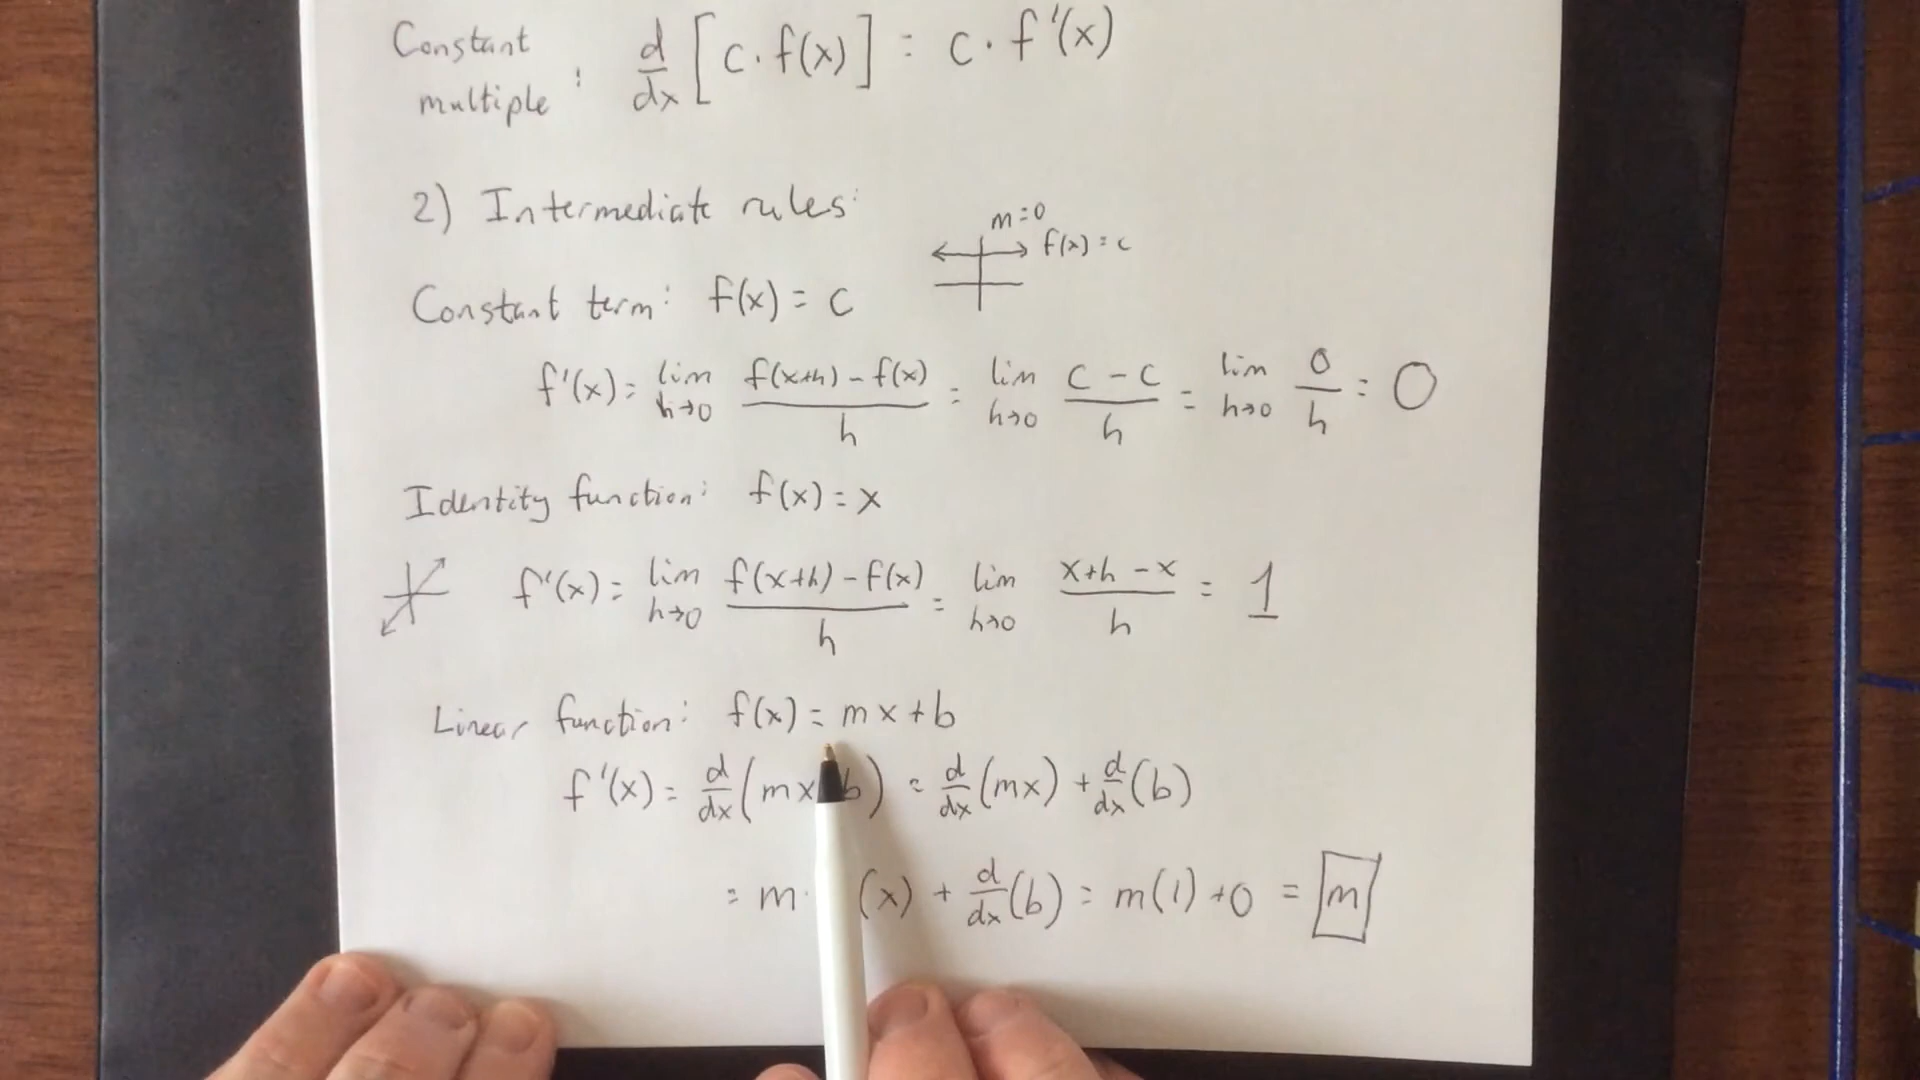 Constant multiple: d/dx [c · f(x)] = c · f'(x)
2) Intermediate rules:
m=0
f(x) = c
Constant term: f(x) = c
f'(x) = lim h→0 (f(x+h) - f(x))/h = lim h→0 (c - c)/h = lim h→0 0/h = 0
Identity function: f(x) = x
f'(x) = lim h→0 (f(x+h) - f(x))/h = lim h→0 (x+h - x)/h = 1
Linear function: f(x) = mx+b
f'(x) = d/dx (mx b) = d/dx (mx) + d/dx (b)
= m · (x) + d/dx (b) = m(1) + 0 = m